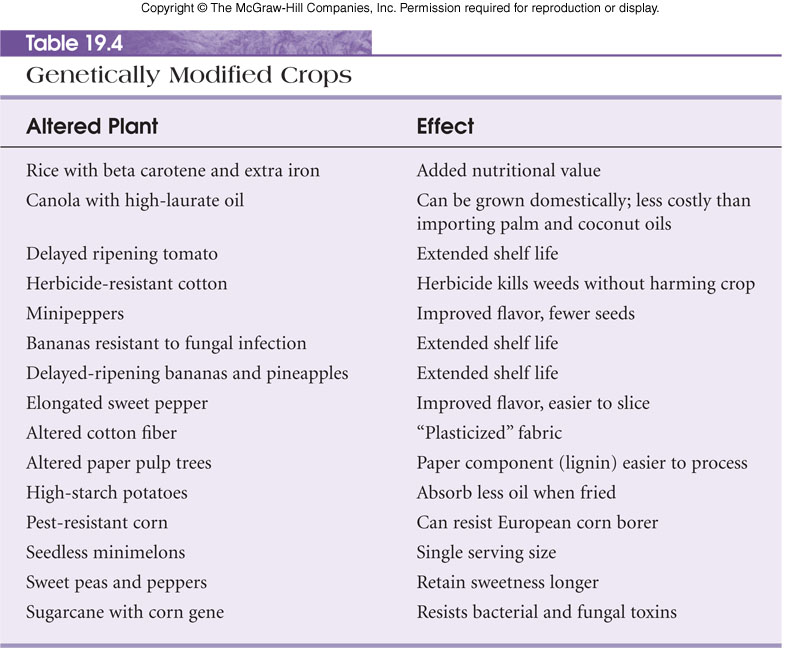 Copyright © The McGraw-Hill Companies, Inc. Permission required for reproduction or display.
Table 19.4
Genetically Modified Crops
Altered Plant Effect
Rice with beta carotene and extra iron Added nutritional value
Canola with high-laurate oil Can be grown domestically; less costly than
importing palm and coconut oils
Delayed ripening tomato Extended shelf life
Herbicide-resistant cotton Herbicide kills weeds without harming crop
Minipeppers Improved flavor, fewer seeds
Bananas resistant to fungal infection Extended shelf life
Delayed-ripening bananas and pineapples Extended shelf life
Elongated sweet pepper Improved flavor, easier to slice
Altered cotton fiber “Plasticized” fabric
Altered paper pulp trees Paper component (lignin) easier to process
High-starch potatoes Absorb less oil when fried
Pest-resistant corn Can resist European corn borer
Seedless minimelons Single serving size
Sweet peas and peppers Retain sweetness longer
Sugarcane with corn gene Resists bacterial and fungal toxins